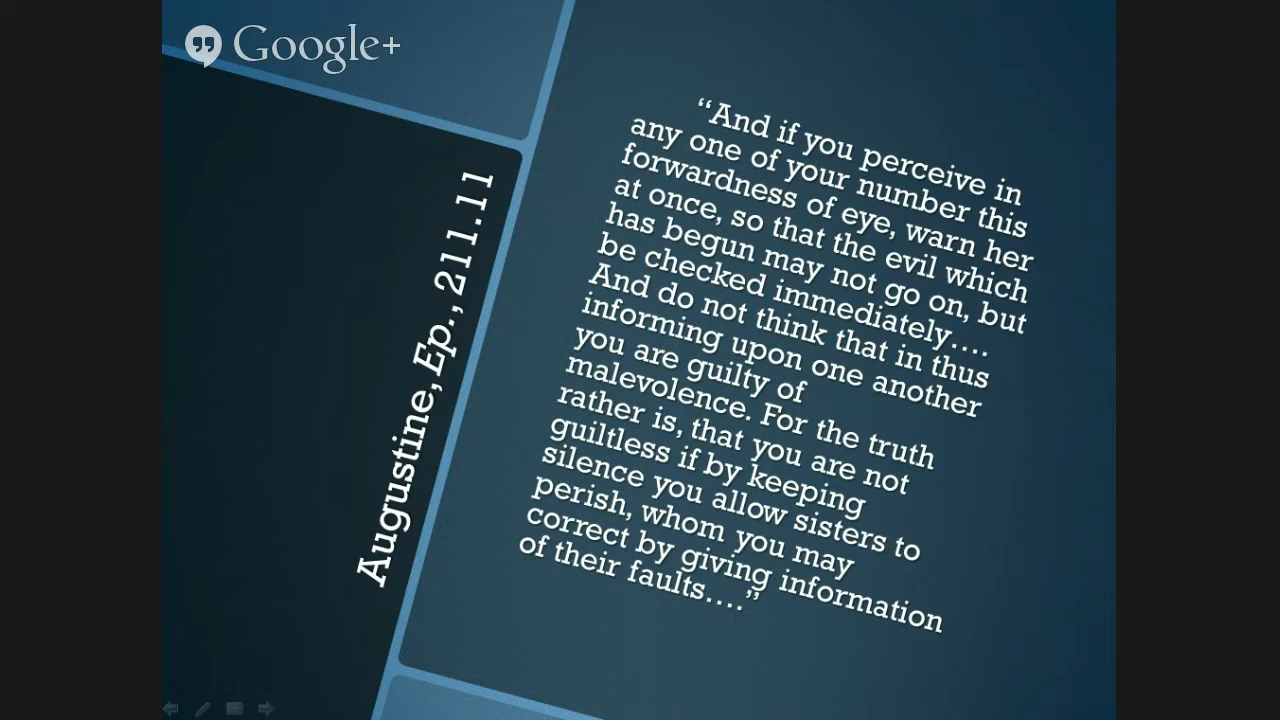 Google+
Augustine, Ep., 211.11
“And if you perceive in
any one of your number this
forwardness of eye, warn her
at once, so that the evil which
has begun may not go on, but
be checked immediately….
And do not think that in thus
informing upon one another
you are guilty of
malevolence. For the truth
rather is, that you are not
guiltless if by keeping
silence you allow sisters to
perish, whom you may
correct by giving information
of their faults….”